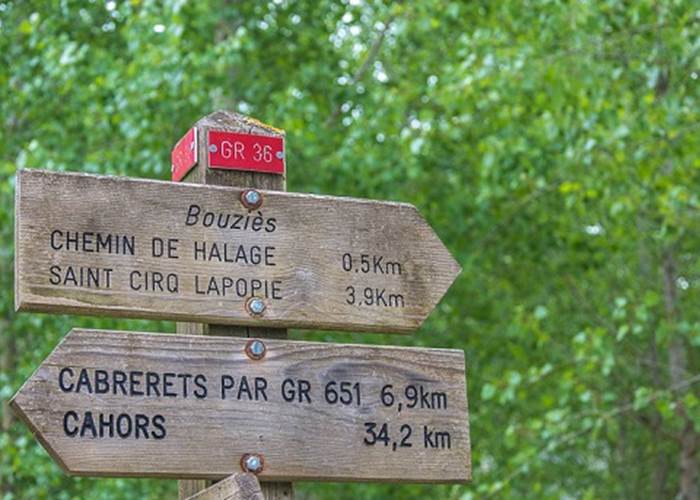 GR 36
Bouziès
CHEMIN DE HALAGE 0.5Km
SAINT CIRQ LAPOPIE 3,9Km
CABRERETS PAR GR 651 6,9km
CAHORS 34,2 km